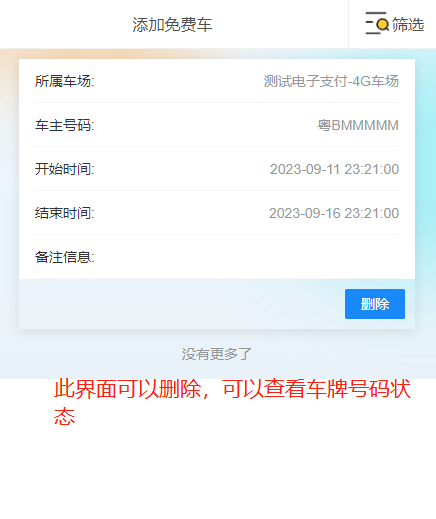 添加免费车
筛选
所属车场: 测试电子支付-4G车场
车主号码: 粤BMMMMM
开始时间: 2023-09-11 23:21:00
结束时间: 2023-09-16 23:21:00
备注信息:
删除
没有更多了
此界面可以删除，可以查看车牌号码状
态